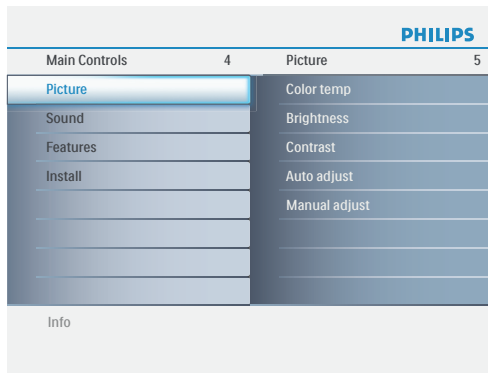 PHILIPS
Main Controls 4 Picture 5
Picture Color temp
Sound Brightness
Features Contrast
Install Auto adjust
Manual adjust
Info